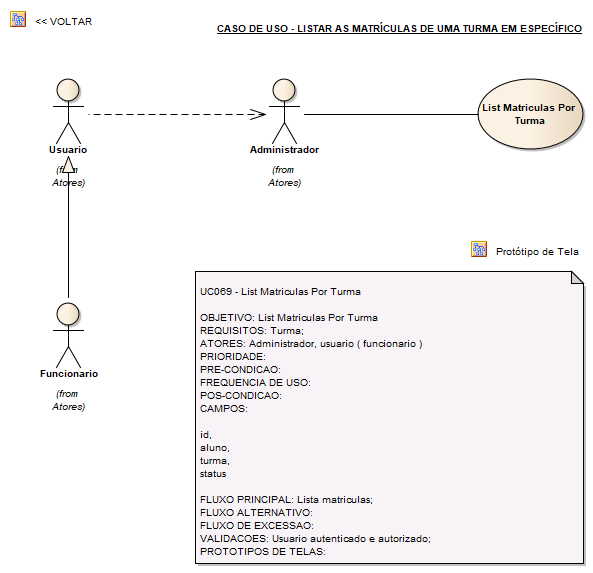 << VOLTAR
CASO DE USO - LISTAR AS MATRÍCULAS DE UMA TURMA EM ESPECÍFICO
List Matriculas Por
Turma
Usuario
(from
Atores)
Administrador
(from
Atores)
Protótipo de Tela
Funcionario
(from
Atores)
UC069 - List Matriculas Por Turma
OBJETIVO: List Matriculas Por Turma
REQUISITOS: Turma;
ATORES: Administrador, usuario ( funcionario )
PRIORIDADE:
PRE-CONDICAO:
FREQUENCIA DE USO:
POS-CONDICAO:
CAMPOS:
id,
aluno,
turma,
status
FLUXO PRINCIPAL: Lista matriculas;
FLUXO ALTERNATIVO:
FLUXO DE EXCESSAO:
VALIDACOES: Usuario autenticado e autorizado;
PROTOTIPOS DE TELAS: